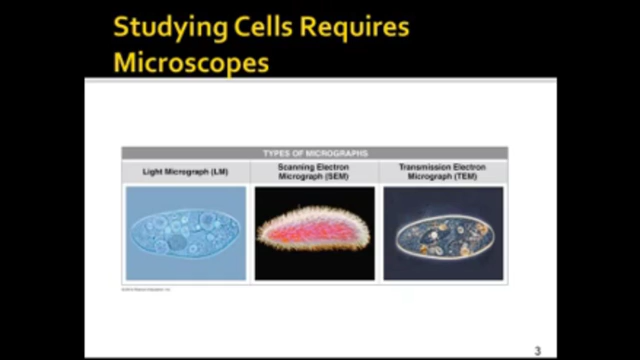 Studying Cells Requires
Microscopes
TYPES OF MICROGRAPHS
Light Micrograph (LM)
Scanning Electron
Micrograph (SEM)
Transmission Electron
Micrograph (TEM)
3